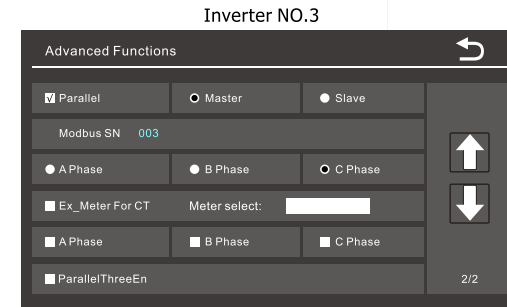 Inverter NO.3
Advanced Functions
Parallel Master Slave
Modbus SN 003
A Phase B Phase C Phase
Ex_Meter For CT Meter select:
A Phase B Phase C Phase
ParallelThreeEn 2/2